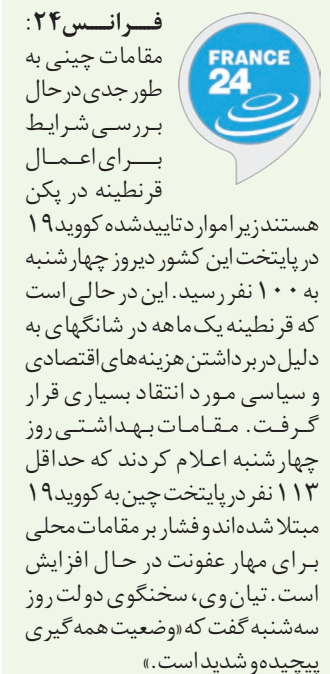 FRANCE
24
فرانس۲۴:
مقامات چینی به
طور جدی در حال
بررسی شرایط
برای اعمال
قرنطینه در پکن
هستند زیرا موارد تایید شده کووید۱۹
در پایتخت این کشور دیروز چهارشنبه
به ۱۰۰ نفر رسید. این در حالی است
که قرنطینه یک‌ماهه در شانگهای به
دلیل دربرداشتن هزینه‌های اقتصادی
و سیاسی مورد انتقاد بسیاری قرار
گرفت. مقامات بهداشتی روز
چهارشنبه اعلام کردند که حداقل
۱۱۳ نفر در پایتخت چین به کووید۱۹
مبتلا شده‌اند و فشار بر مقامات محلی
برای مهار عفونت در حال افزایش
است. تیان وی، سخنگوی دولت روز
سه‌شنبه گفت که «وضعیت همه‌گیری
پیچیده و شدید است.»